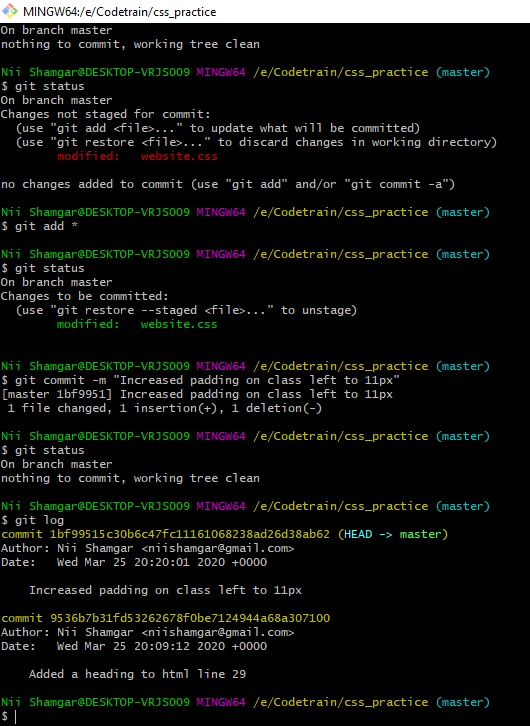 MINGW64:/e/Codetrain/css_practice
On branch master
nothing to commit, working tree clean
Nii Shamgar@DESKTOP-VRJSOO9 MINGW64 /e/Codetrain/css_practice (master)
$ git status
On branch master
Changes not staged for commit:
  (use "git add <file>..." to update what will be committed)
  (use "git restore <file>..." to discard changes in working directory)
        modified:   website.css
no changes added to commit (use "git add" and/or "git commit -a")
Nii Shamgar@DESKTOP-VRJSOO9 MINGW64 /e/Codetrain/css_practice (master)
$ git add *
Nii Shamgar@DESKTOP-VRJSOO9 MINGW64 /e/Codetrain/css_practice (master)
$ git status
On branch master
Changes to be committed:
  (use "git restore --staged <file>..." to unstage)
        modified:   website.css
Nii Shamgar@DESKTOP-VRJSOO9 MINGW64 /e/Codetrain/css_practice (master)
$ git commit -m "Increased padding on class left to 11px"
[master 1bf9951] Increased padding on class left to 11px
 1 file changed, 1 insertion(+), 1 deletion(-)
Nii Shamgar@DESKTOP-VRJSOO9 MINGW64 /e/Codetrain/css_practice (master)
$ git status
On branch master
nothing to commit, working tree clean
Nii Shamgar@DESKTOP-VRJSOO9 MINGW64 /e/Codetrain/css_practice (master)
$ git log
commit 1bf99515c30b6c47fc11161068238ad26d38ab62 (HEAD -> master)
Author: Nii Shamgar <niishamgar@gmail.com>
Date:   Wed Mar 25 20:20:01 2020 +0000
    Increased padding on class left to 11px
commit 9536b7b31fd53262678f0be7124944a68a307100
Author: Nii Shamgar <niishamgar@gmail.com>
Date:   Wed Mar 25 20:09:12 2020 +0000
    Added a heading to html line 29
Nii Shamgar@DESKTOP-VRJSOO9 MINGW64 /e/Codetrain/css_practice (master)
$